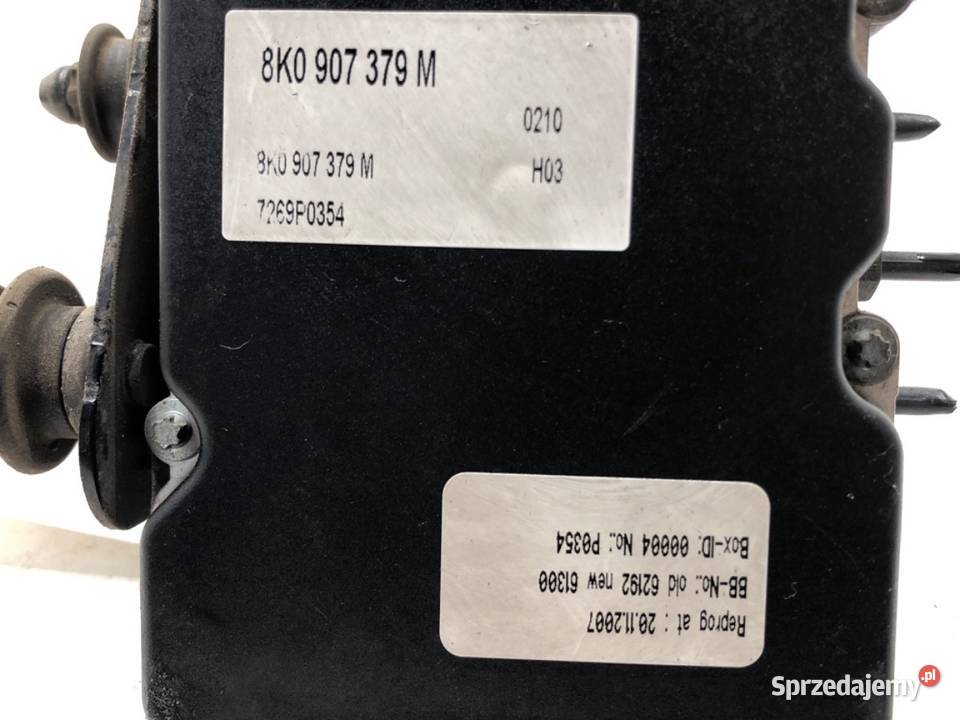 8K0 907 379 M
0210
8K0 907 379 M H03
7269P0354
Reprog at : 20.11.2007
BB-No.: old 62192 new 61300
Box-ID: 00004 No.: P0354
Sprzedajemy.pl